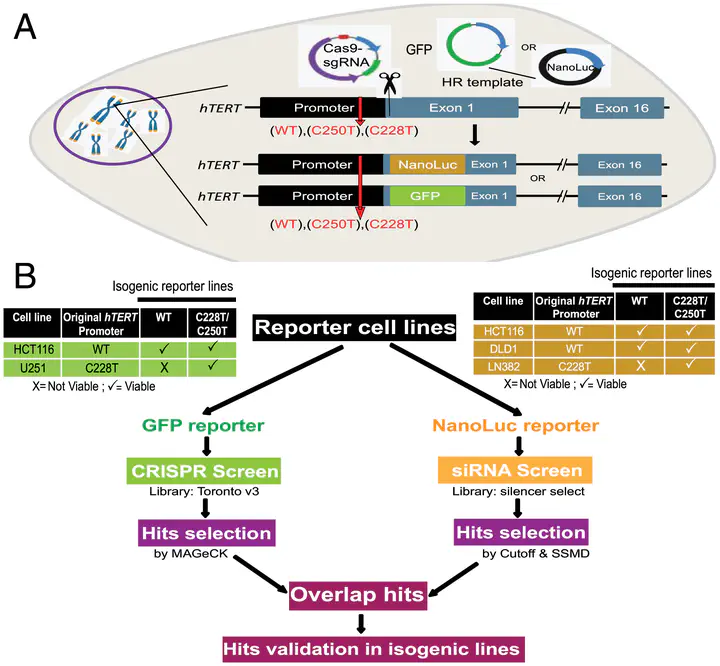 A
Cas9-
sgRNA
GFP
OR
NanoLuc
HR template
hTERT Promoter Exon 1 Exon 16
(WT),(C250T),(C228T)
hTERT Promoter NanoLuc Exon 1 Exon 16
OR
hTERT Promoter GFP Exon 1 Exon 16
(WT),(C250T),(C228T)
B
Isogenic reporter lines
Cell line Original hTERT Promoter WT C228T/ C250T
HCT116 WT ✓ ✓
U251 C228T X ✓
X= Not Viable ; ✓= Viable
Isogenic reporter lines
Cell line Original hTERT Promoter WT C228T/ C250T
HCT116 WT ✓ ✓
DLD1 WT ✓ ✓
LN382 C228T X ✓
X= Not Viable ; ✓= Viable
Reporter cell lines
GFP reporter
CRISPR Screen
Library: Toronto v3
Hits selection
by MAGeCK
NanoLuc reporter
siRNA Screen
Library: silencer select
Hits selection
by Cutoff & SSMD
Overlap hits
Hits validation in isogenic lines